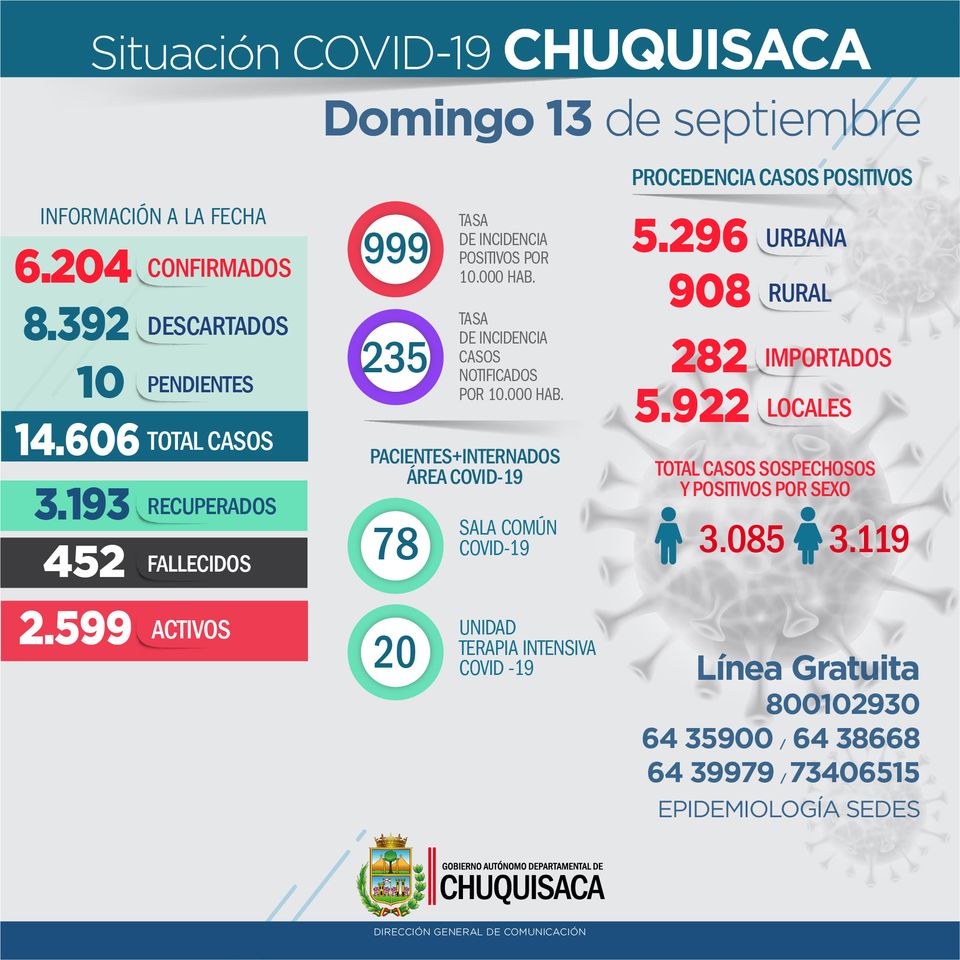 Situación COVID-19 CHUQUISACA
Domingo 13 de septiembre
INFORMACIÓN A LA FECHA
6.204 CONFIRMADOS
8.392 DESCARTADOS
10 PENDIENTES
14.606 TOTAL CASOS
3.193 RECUPERADOS
452 FALLECIDOS
2.599 ACTIVOS
999
TASA
DE INCIDENCIA
POSITIVOS POR
10.000 HAB.
235
TASA
DE INCIDENCIA
CASOS
NOTIFICADOS
POR 10.000 HAB.
PACIENTES+INTERNADOS
ÁREA COVID-19
78
SALA COMÚN
COVID-19
20
UNIDAD
TERAPIA INTENSIVA
COVID -19
PROCEDENCIA CASOS POSITIVOS
5.296 URBANA
908 RURAL
282 IMPORTADOS
5.922 LOCALES
TOTAL CASOS SOSPECHOSOS
Y POSITIVOS POR SEXO
3.085 3.119
Línea Gratuita
800102930
64 35900 / 64 38668
64 39979 / 73406515
EPIDEMIOLOGÍA SEDES
GOBIERNO AUTÓNOMO DEPARTAMENTAL DE
CHUQUISACA
DIRECCIÓN GENERAL DE COMUNICACIÓN